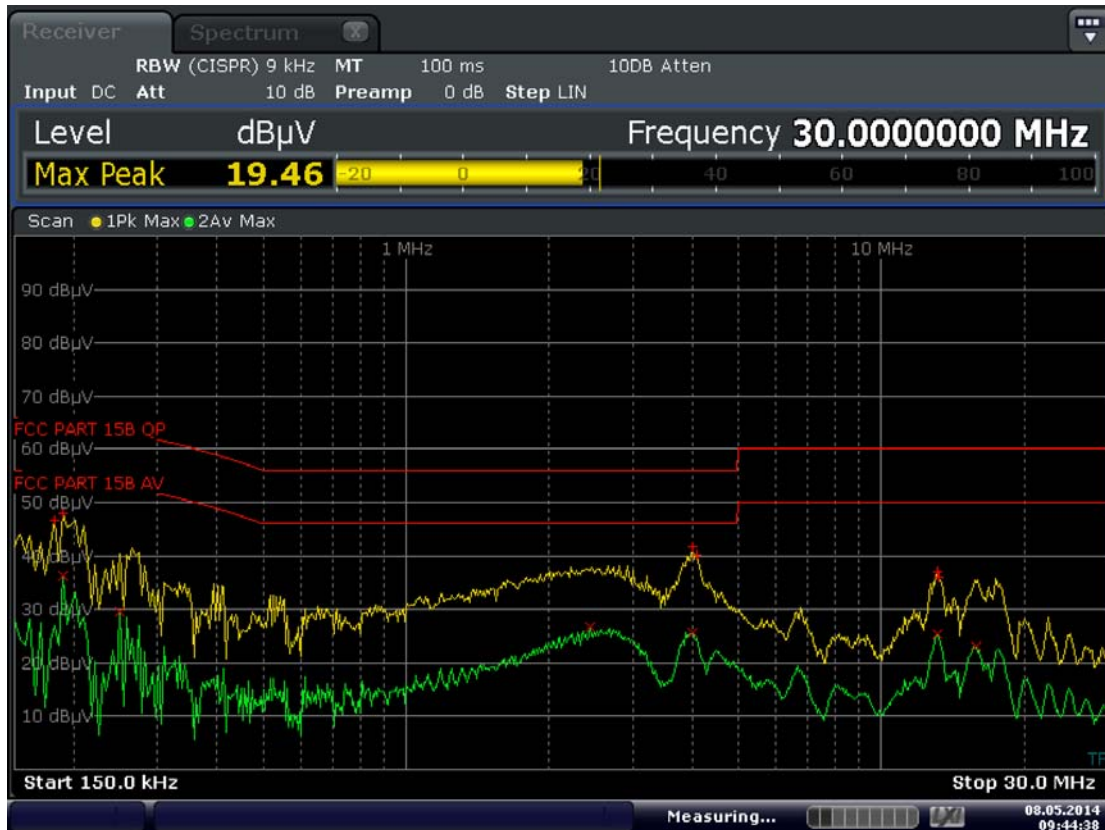 Receiver Spectrum X
RBW (CISPR) 9 kHz MT 100 ms 10DB Atten
Input DC Att 10 dB Preamp 0 dB Step LIN
Level dBµV Frequency 30.0000000 MHz
Max Peak 19.46 -20 0 20 40 60 80 100
Scan 1Pk Max 2Av Max
1 MHz 10 MHz
90 dBµV
80 dBµV
70 dBµV
FCC PART 15B QP
60 dBµV
FCC PART 15B AV
50 dBµV
40 dBµV
30 dBµV
20 dBµV
10 dBµV
TF
Start 150.0 kHz Stop 30.0 MHz
Measuring... LXI 08.05.2014
09:44:38